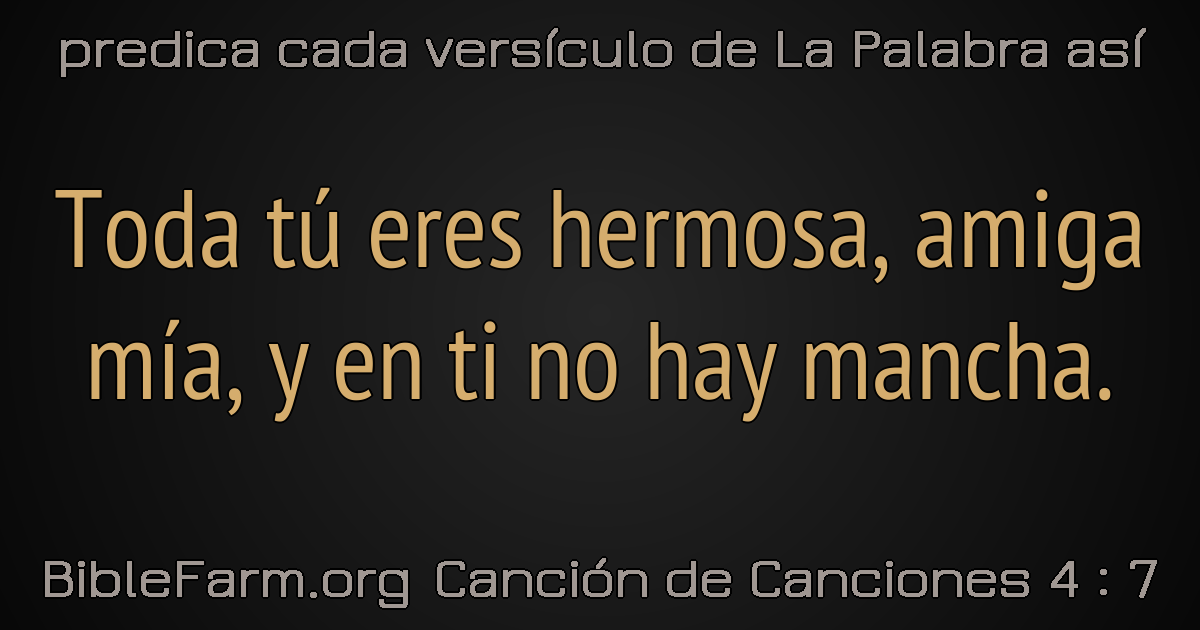 predica cada versículo de La Palabra así
Toda tú eres hermosa, amiga
mía, y en ti no hay mancha.
BibleFarm.org Canción de Canciones 4 : 7